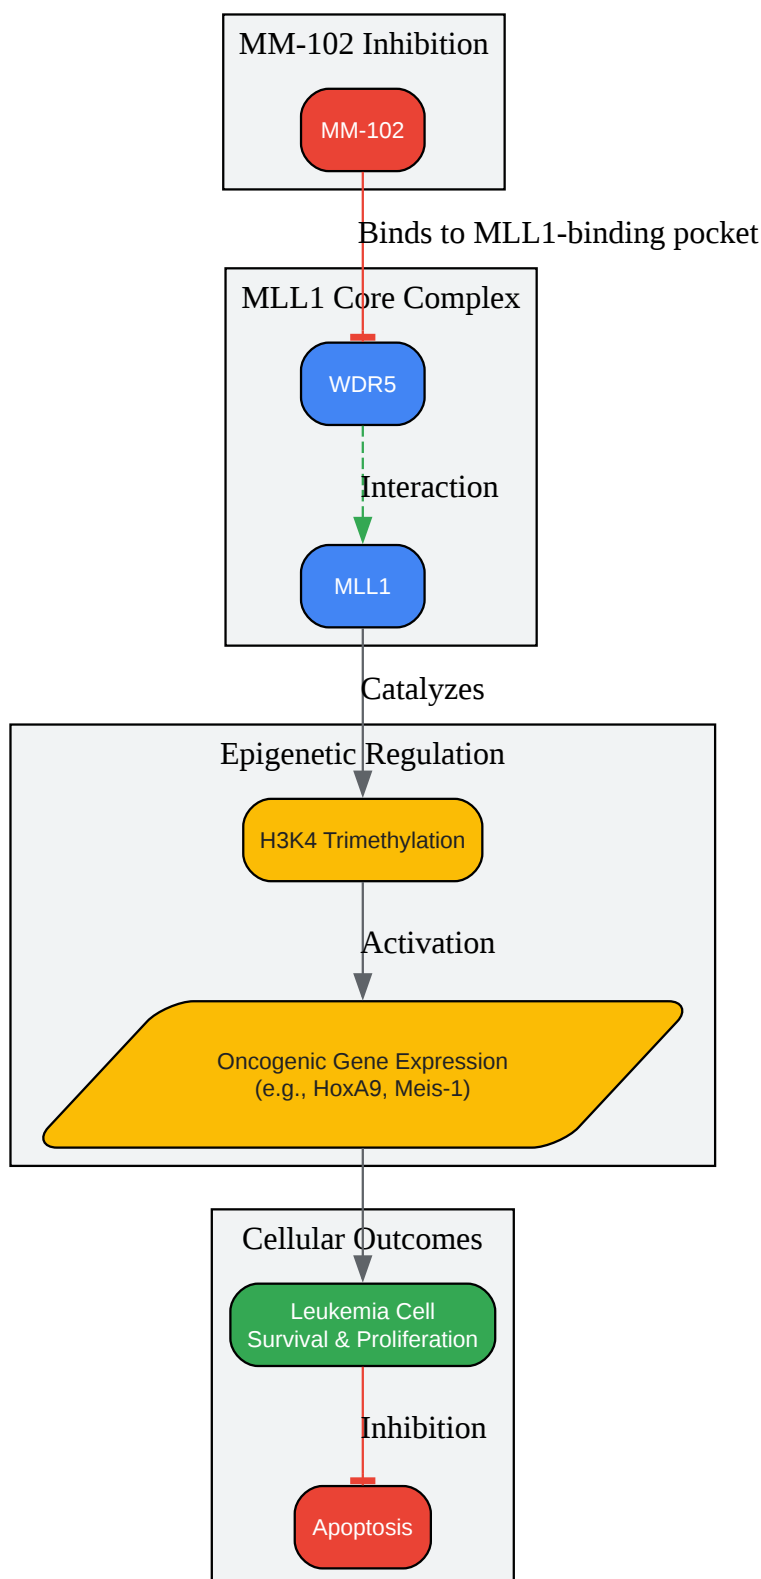 MM-102 Inhibition
MM-102
Binds to MLL1-binding pocket
MLL1 Core Complex
WDR5
Interaction
MLL1
Catalyzes
Epigenetic Regulation
H3K4 Trimethylation
Activation
Oncogenic Gene Expression
(e.g., HoxA9, Meis-1)
Cellular Outcomes
Leukemia Cell
Survival & Proliferation
Inhibition
Apoptosis